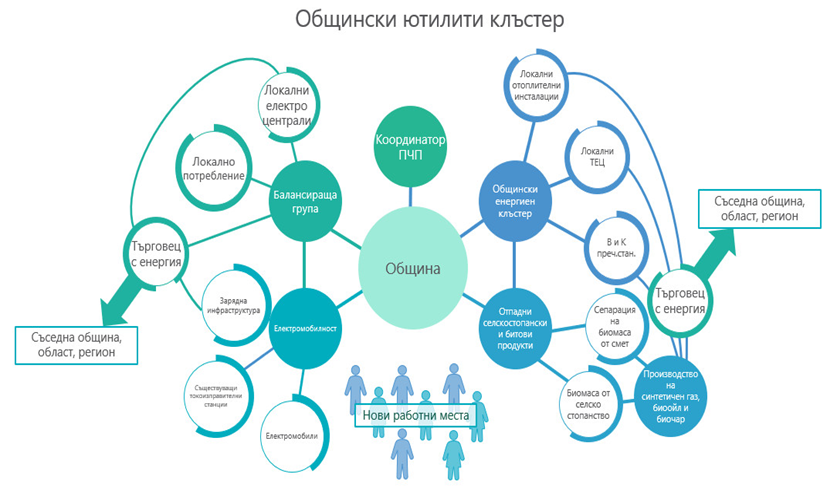 Общински ютилити клъстер
Локални
електро
централи
Координатор
ПЧП
Локални
отоплителни
инсталации
Локално
потребление
Балансираща
група
Общински
енергиен
клъстер
Локални
ТЕЦ
Съседна община,
област, регион
Търговец
с енергия
Община
В и К
преч.стан.
Търговец
с енергия
Зарядна
инфраструктура
Електромобилност
Отпадни
селскостопански
и битови
продукти
Сепарация
на
биомаса
от смет
Съседна община,
област, регион
Съществуващи
токоизправителни
станции
Нови работни места
Биомаса от
селско
стопанство
Производство
на
синтетичен газ,
биоойл и
биочар
Електромобили